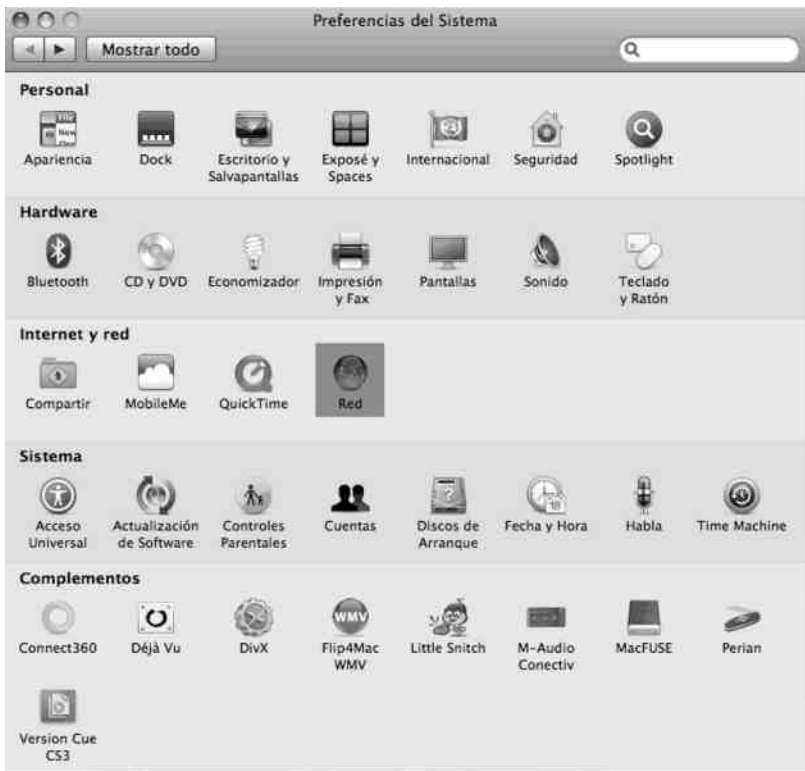 Preferencias del Sistema
Mostrar todo
Personal
Apariencia
Dock
Escritorio y
Salvapantallas
Exposé y
Spaces
Internacional
Seguridad
Spotlight
Hardware
Bluetooth
CD y DVD
Economizador
Impresión
y Fax
Pantallas
Sonido
Teclado
y Ratón
Internet y red
Compartir
MobileMe
QuickTime
Red
Sistema
Acceso
Universal
Actualización
de Software
Controles
Parentales
Cuentas
Discos de
Arranque
Fecha y Hora
18
Habla
Time Machine
Complementos
Connect360
Déjà Vu
DivX
WMV
Flip4Mac
WMV
Little Snitch
M-Audio
Conectiv
MacFUSE
Perian
Version Cue
CS3